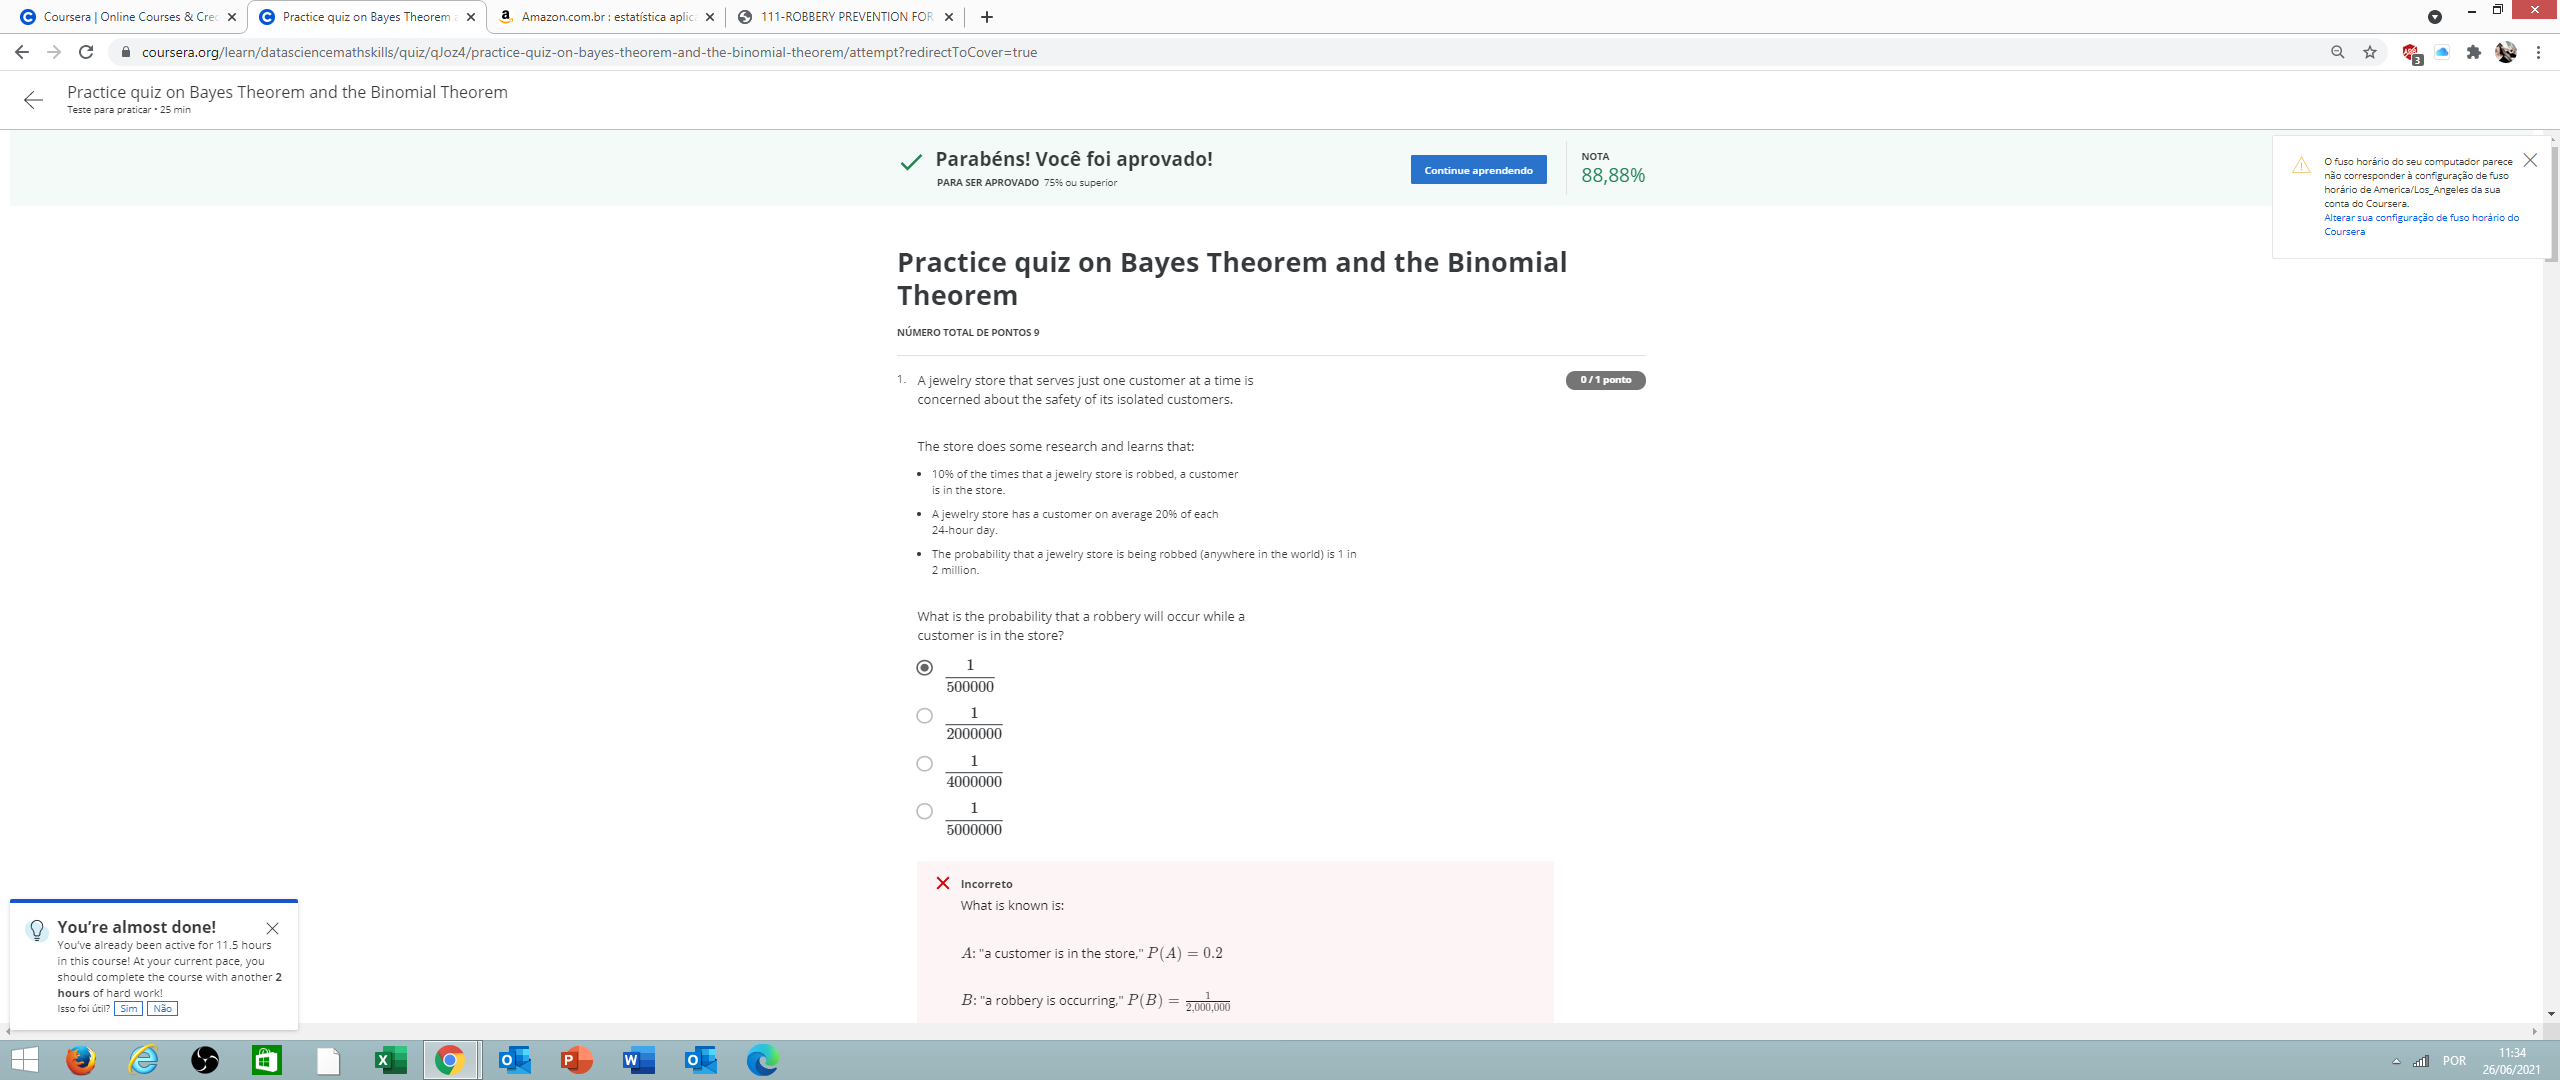 Coursera | Online Courses & Cre
Practice quiz on Bayes Theorem
Amazon.com.br : estatística aplic
111-ROBBERY PREVENTION FOR
coursera.org/learn/datasciencemathskills/quiz/qJoz4/practice-quiz-on-bayes-theorem-and-the-binomial-theorem/attempt?redirectToCover=true
3
Practice quiz on Bayes Theorem and the Binomial Theorem
Teste para praticar • 25 min
Parabéns! Você foi aprovado!
PARA SER APROVADO 75% ou superior
Continue aprendendo
NOTA
88,88%
O fuso horário do seu computador parece
não corresponder à configuração de fuso
horário de America/Los_Angeles da sua
conta do Coursera.
Alterar sua configuração de fuso horário do
Coursera
Practice quiz on Bayes Theorem and the Binomial
Theorem
NÚMERO TOTAL DE PONTOS 9
1. A jewelry store that serves just one customer at a time is
concerned about the safety of its isolated customers.
0 / 1 ponto
The store does some research and learns that:
• 10% of the times that a jewelry store is robbed, a customer
is in the store.
• A jewelry store has a customer on average 20% of each
24-hour day.
• The probability that a jewelry store is being robbed (anywhere in the world) is 1 in
2 million.
What is the probability that a robbery will occur while a
customer is in the store?
1
500000
1
2000000
1
4000000
1
5000000
Incorreto
What is known is:
A: "a customer is in the store," P(A) = 0.2
B: "a robbery is occurring," P(B) = 1/2,000,000
You're almost done!
You've already been active for 11.5 hours
in this course! At your current pace, you
should complete the course with another 2
hours of hard work!
Isso foi útil? Sim Não
POR
11:34
26/06/2021